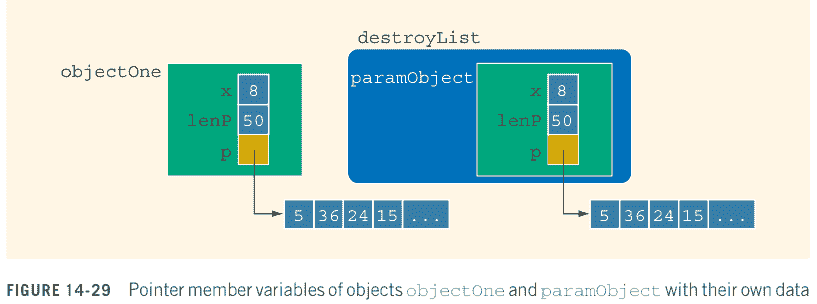 destroyList
objectOne
paramObject
x 8
lenP 50
p
x 8
lenP 50
p
5 36 24 15 ...
5 36 24 15 ...
FIGURE 14-29 Pointer member variables of objects objectOne and paramObject with their own data